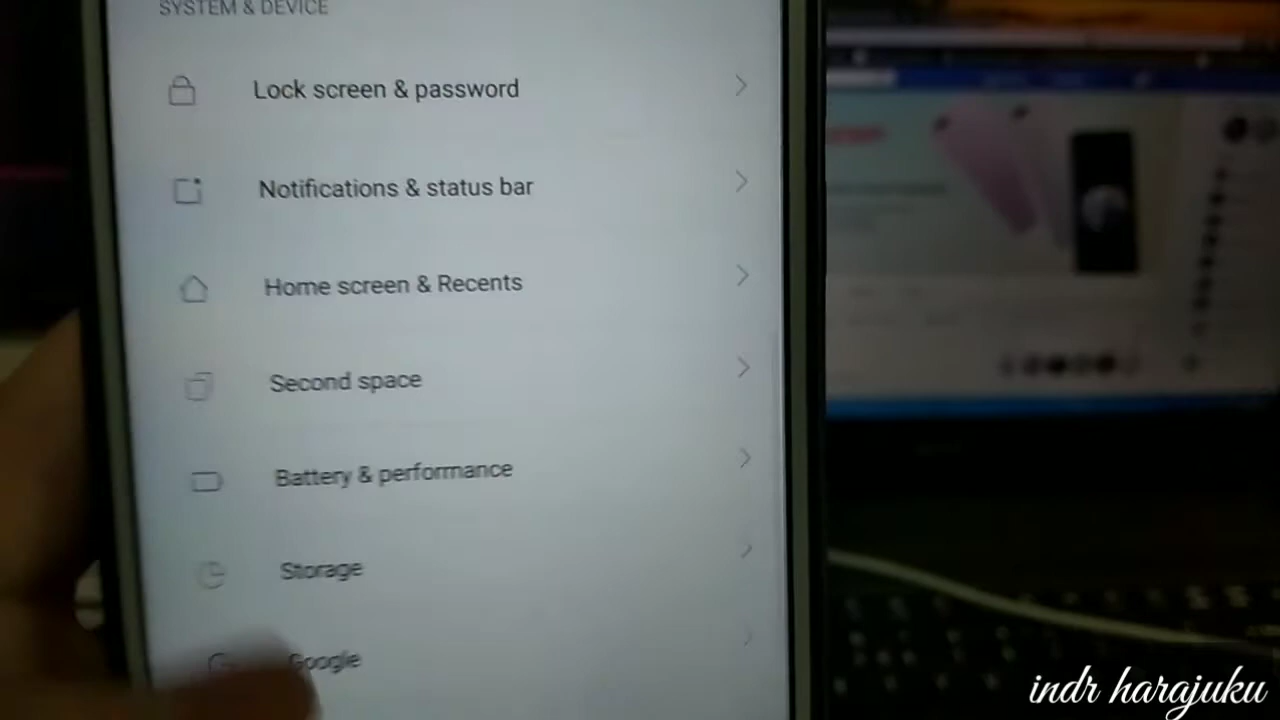 SYSTEM & DEVICE
Lock screen & password
Notifications & status bar
Home screen & Recents
Second space
Battery & performance
Storage
Google
indr harajuku